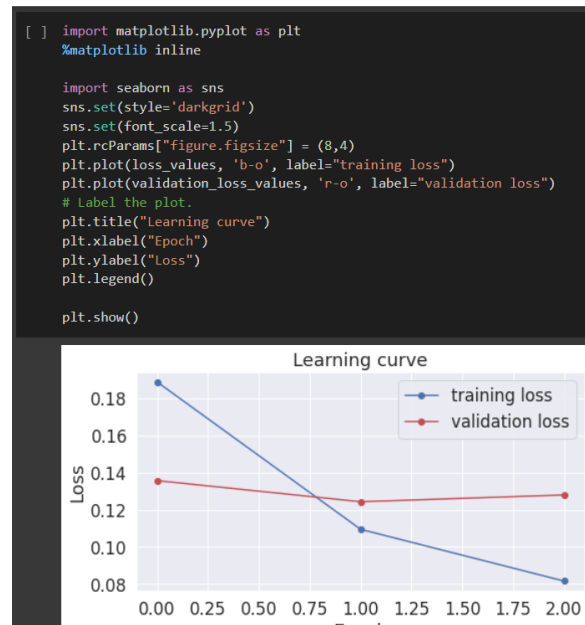 [ ] import matplotlib.pyplot as plt
%matplotlib inline
import seaborn as sns
sns.set(style='darkgrid')
sns.set(font_scale=1.5)
plt.rcParams["figure.figsize"] = (8,4)
plt.plot(loss_values, 'b-o', label="training loss")
plt.plot(validation_loss_values, 'r-o', label="validation loss")
# Label the plot.
plt.title("Learning curve")
plt.xlabel("Epoch")
plt.ylabel("Loss")
plt.legend()
plt.show()
Learning curve
training loss
validation loss
Loss
0.18
0.16
0.14
0.12
0.10
0.08
0.00 0.25 0.50 0.75 1.00 1.25 1.50 1.75 2.00